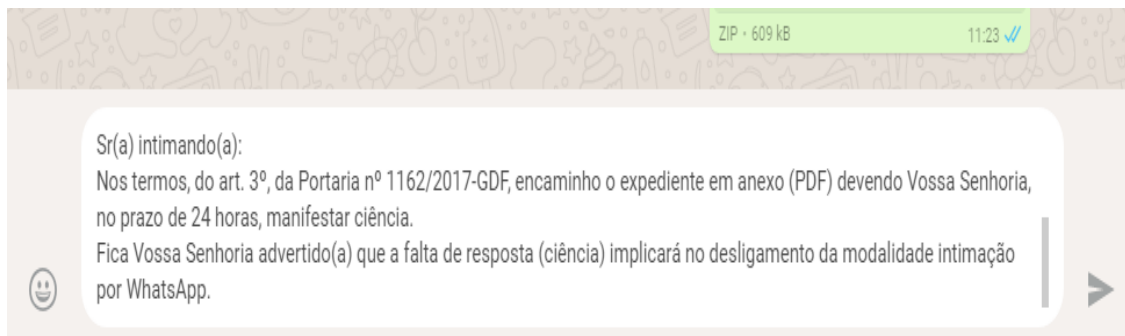 ZIP • 609 kB 11:23
Sr(a) intimando(a):
Nos termos, do art. 3º, da Portaria nº 1162/2017-GDF, encaminho o expediente em anexo (PDF) devendo Vossa Senhoria,
no prazo de 24 horas, manifestar ciência.
Fica Vossa Senhoria advertido(a) que a falta de resposta (ciência) implicará no desligamento da modalidade intimação
por WhatsApp.